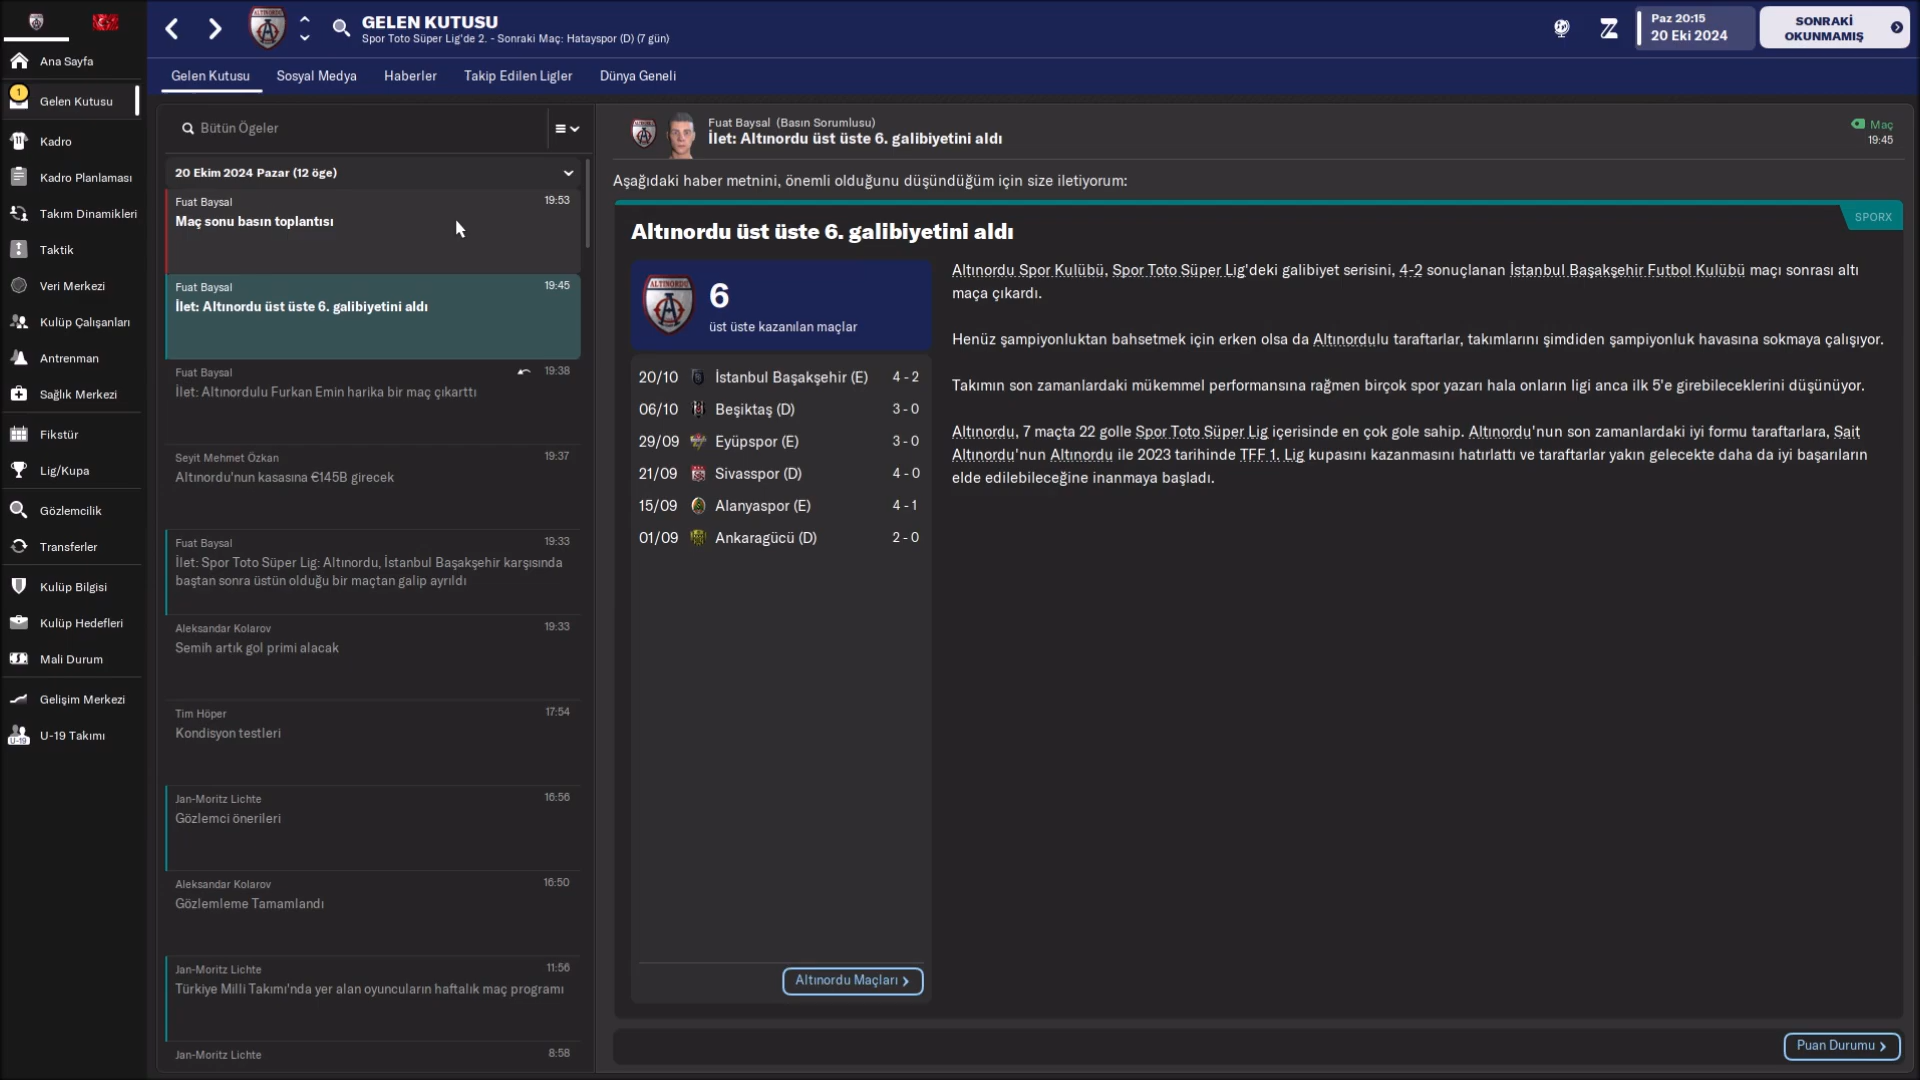 GELEN KUTUSU
Spor Toto Süper Lig'de 2. - Sonraki Maç: Hatayspor (D) (7 gün)
Paz 20:15
20 Eki 2024
SONRAKİ
OKUNMAMIŞ
Gelen Kutusu
Sosyal Medya
Haberler
Takip Edilen Ligler
Dünya Geneli
Ana Sayfa
1
Gelen Kutusu
Kadro
Kadro Planlaması
Takım Dinamikleri
Taktik
Veri Merkezi
Kulüp Çalışanları
Antrenman
Sağlık Merkezi
Fikstür
Lig/Kupa
Gözlemcilik
Transferler
Kulüp Bilgisi
Kulüp Hedefleri
Mali Durum
Gelişim Merkezi
U-19 Takımı
Bütün Ögeler
20 Ekim 2024 Pazar (12 öge)
Fuat Baysal 19:53
Maç sonu basın toplantısı
Fuat Baysal 19:45
İlet: Altınordu üst üste 6. galibiyetini aldı
Fuat Baysal 19:38
İlet: Altınordulu Furkan Emin harika bir maç çıkarttı
Seyit Mehmet Özkan 19:37
Altınordu'nun kasasına €145B girecek
Fuat Baysal 19:33
İlet: Spor Toto Süper Lig: Altınordu, İstanbul Başakşehir karşısında
baştan sonra üstün olduğu bir maçtan galip ayrıldı
Aleksandar Kolarov 19:33
Semih artık gol primi alacak
Tim Höper 17:54
Kondisyon testleri
Jan-Moritz Lichte 16:56
Gözlemci önerileri
Aleksandar Kolarov 16:50
Gözlemleme Tamamlandı
Jan-Moritz Lichte 11:56
Türkiye Milli Takımı'nda yer alan oyuncuların haftalık maç programı
Jan-Moritz Lichte 8:58
Fuat Baysal (Basın Sorumlusu)
İlet: Altınordu üst üste 6. galibiyetini aldı
Maç
19:45
Aşağıdaki haber metnini, önemli olduğunu düşündüğüm için size iletiyorum:
SPORX
Altınordu üst üste 6. galibiyetini aldı
ALTINORDU
6
üst üste kazanılan maçlar
20/10 İstanbul Başakşehir (E) 4 - 2
06/10 Beşiktaş (D) 3 - 0
29/09 Eyüpspor (E) 3 - 0
21/09 Sivasspor (D) 4 - 0
15/09 Alanyaspor (E) 4 - 1
01/09 Ankaragücü (D) 2 - 0
Altınordu Maçları
Altınordu Spor Kulübü, Spor Toto Süper Lig'deki galibiyet serisini, 4-2 sonuçlanan İstanbul Başakşehir Futbol Kulübü maçı sonrası altı
maça çıkardı.
Henüz şampiyonluktan bahsetmek için erken olsa da Altınordulu taraftarlar, takımlarını şimdiden şampiyonluk havasına sokmaya çalışıyor.
Takımın son zamanlardaki mükemmel performansına rağmen birçok spor yazarı hala onların ligi anca ilk 5'e girebileceklerini düşünüyor.
Altınordu, 7 maçta 22 golle Spor Toto Süper Lig içerisinde en çok gole sahip. Altınordu'nun son zamanlardaki iyi formu taraftarlara, Sait
Altınordu'nun Altınordu ile 2023 tarihinde TFF 1. Lig kupasını kazanmasını hatırlattı ve taraftarlar yakın gelecekte daha da iyi başarıların
elde edilebileceğine inanmaya başladı.
Puan Durumu